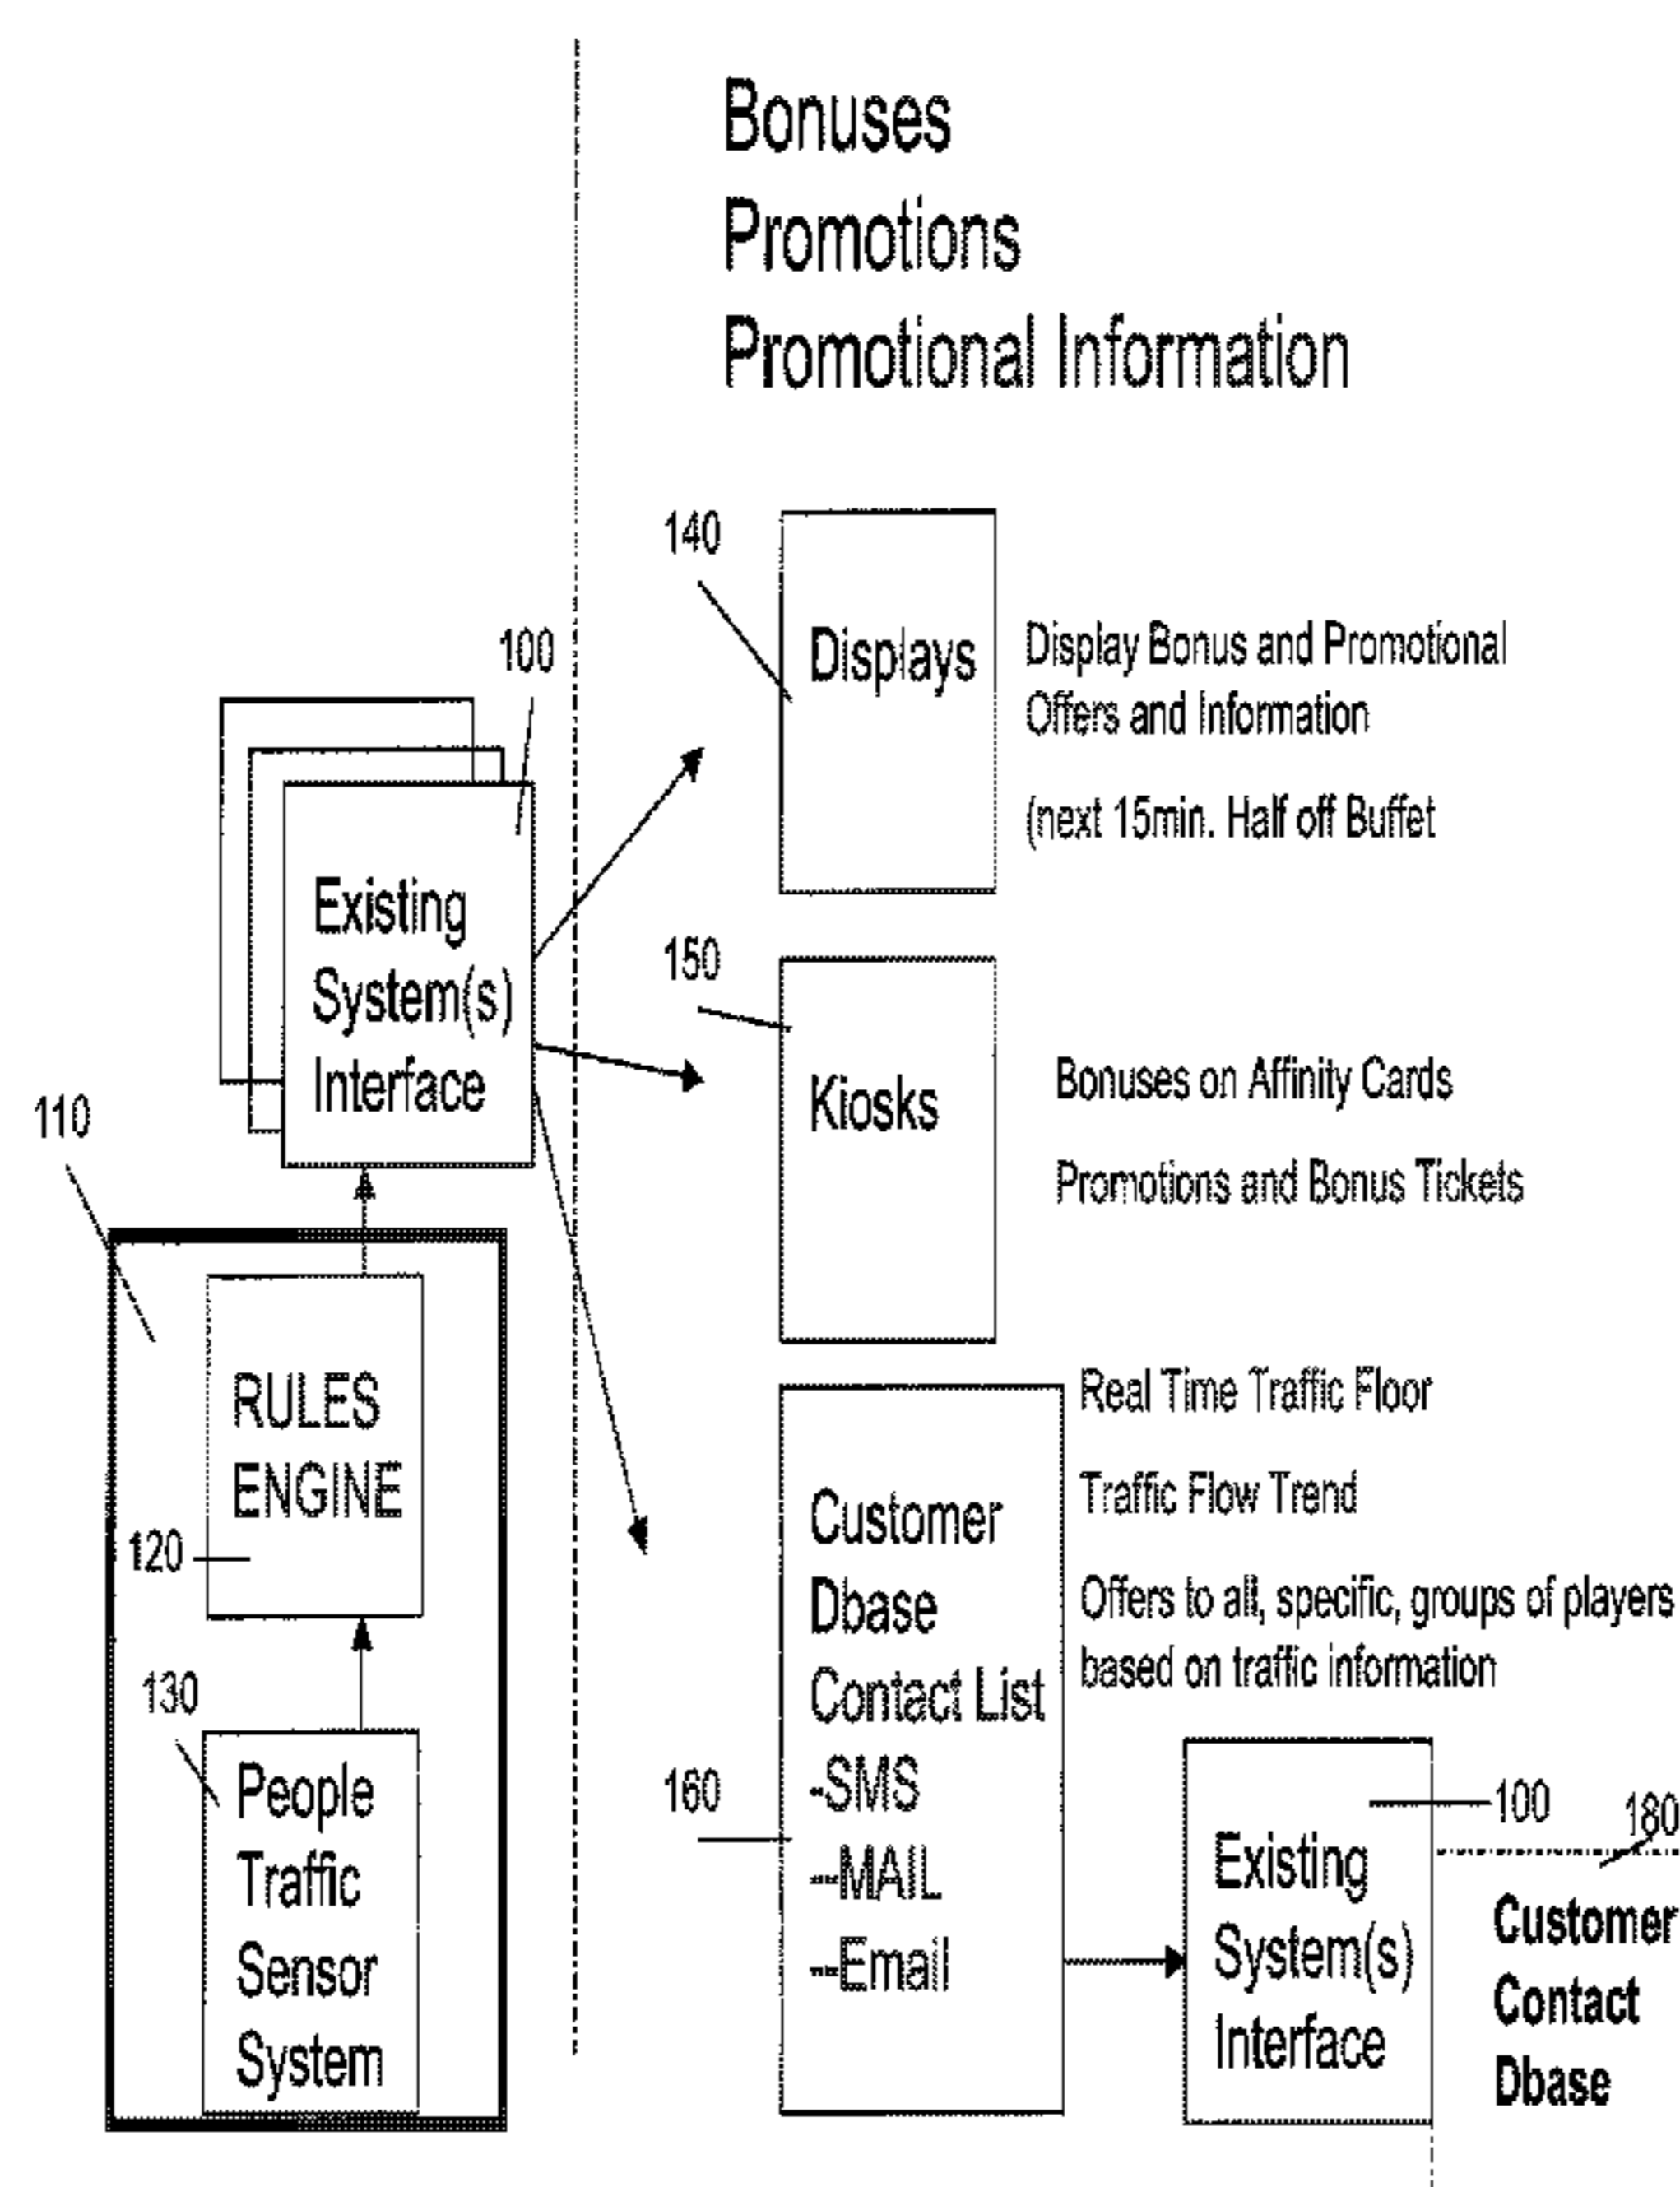 Bonuses
Promotions
Promotional Information
140
Displays
Display Bonus and Promotional
Offers and Information
(next 15min. Half off Buffet
100
Existing
System(s)
Interface
150
Kiosks
Bonuses on Affinity Cards
Promotions and Bonus Tickets
110
RULES
ENGINE
120
130
People
Traffic
Sensor
System
Real Time Traffic Floor
Traffic Flow Trend
Offers to all, specific, groups of players
based on traffic information
Customer
Dbase
Contact List
--SMS
--MAIL
--Email
160
100
Existing
System(s)
Interface
180
Customer
Contact
Dbase